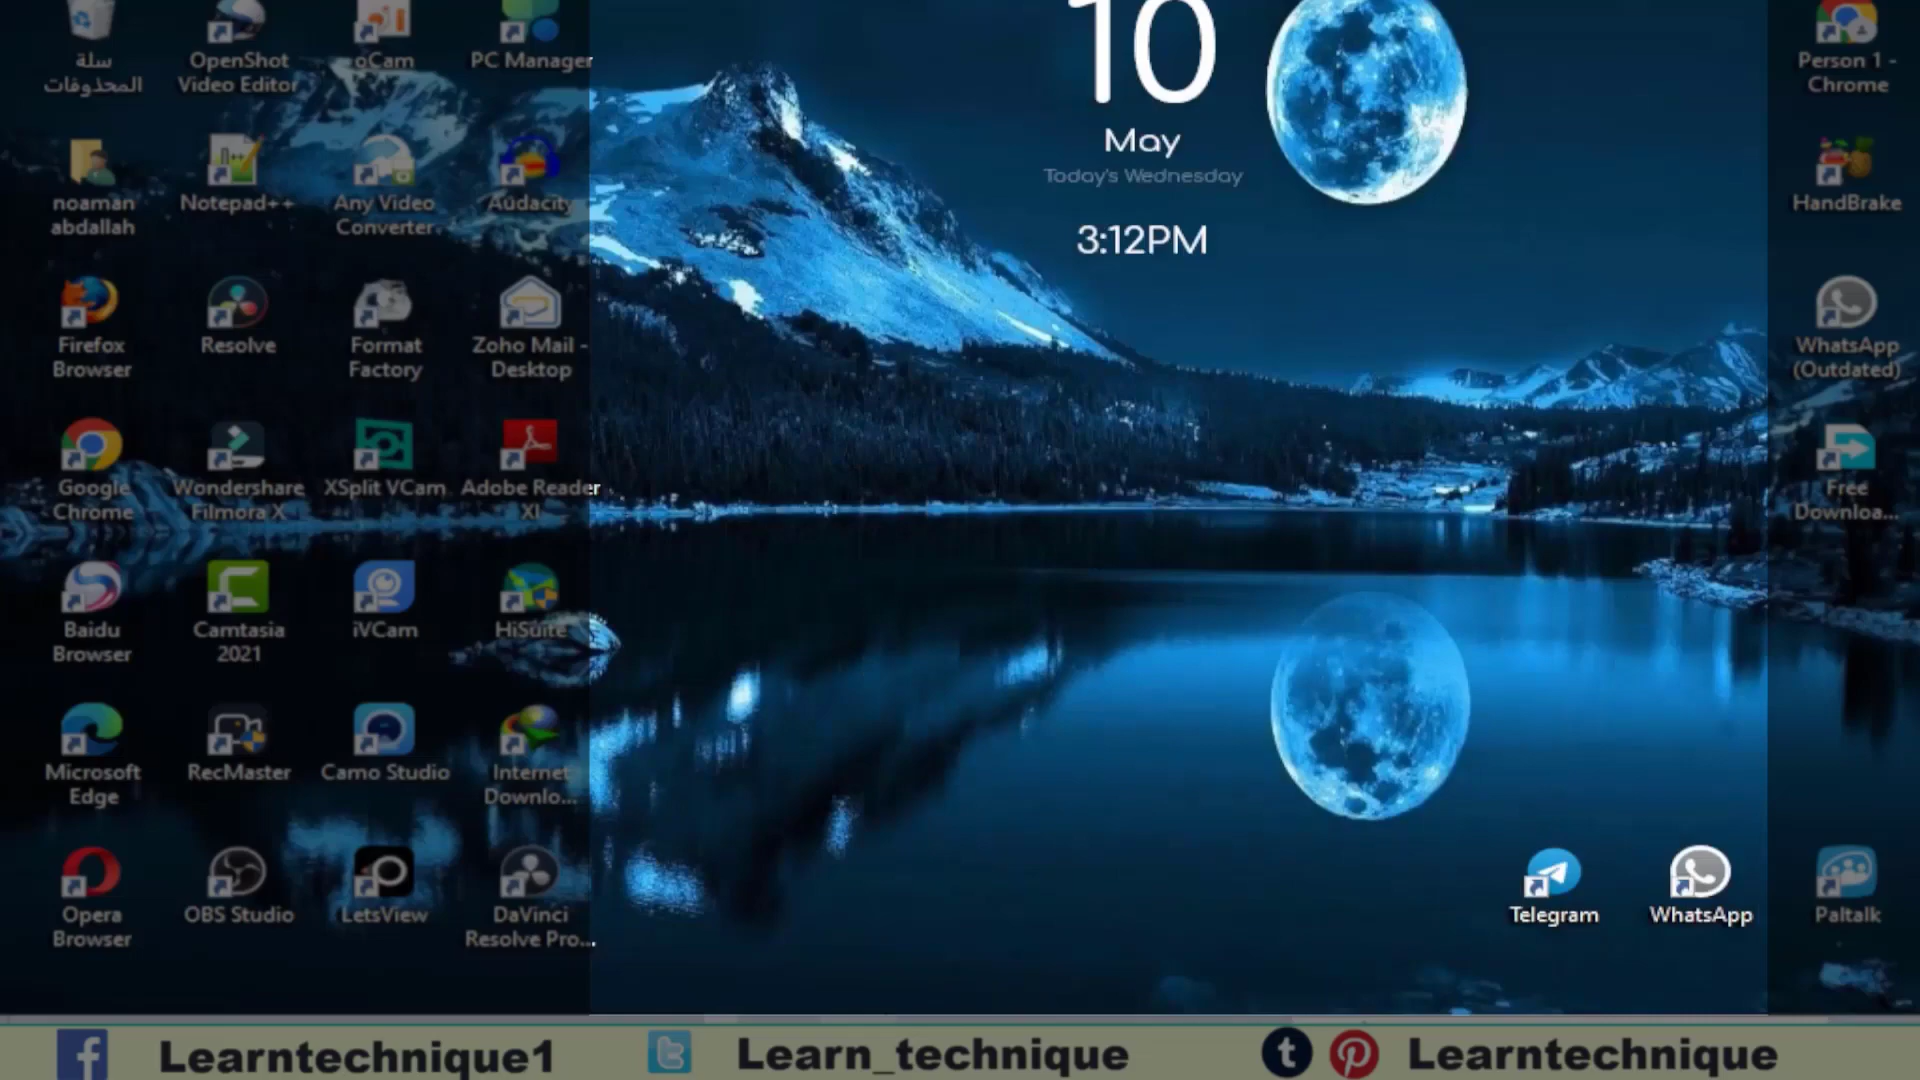 سلة
المحذوفات
OpenShot
Video Editor
oCam
PC Manager
10
May
Today's Wednesday
3:12PM
Person 1 -
Chrome
noaman
abdallah
Notepad++
Any Video
Converter
Audacity
HandBrake
Firefox
Browser
Resolve
Format
Factory
Zoho Mail -
Desktop
WhatsApp
(Outdated)
Google
Chrome
Wondershare
Filmora X
XSplit VCam
Adobe Reader
XI
Free
Downloa...
Baidu
Browser
Camtasia
2021
iVCam
HiSuite
Microsoft
Edge
RecMaster
Camo Studio
Internet
Downlo...
Opera
Browser
OBS Studio
LetsView
DaVinci
Resolve Pro...
Telegram
WhatsApp
Paltalk
Learntechnique1
Learn_technique
Learntechnique